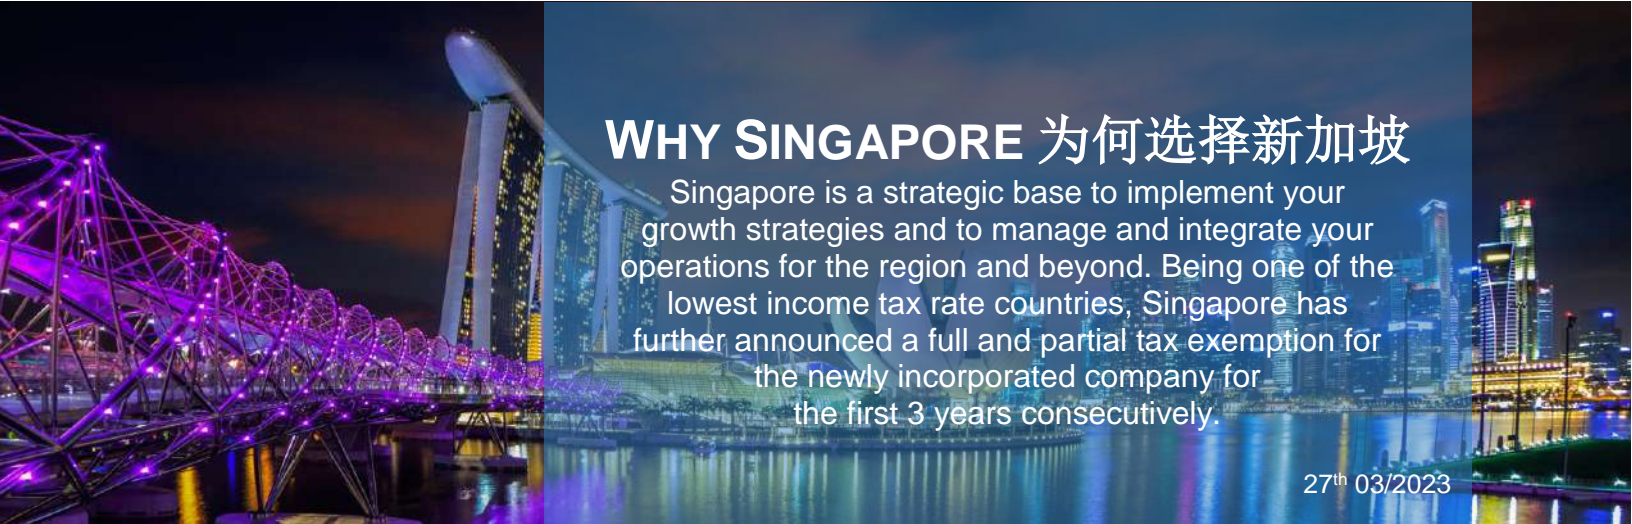 WHY SINGAPORE 为何选择新加坡
Singapore is a strategic base to implement your
growth strategies and to manage and integrate your
operations for the region and beyond. Being one of the
lowest income tax rate countries, Singapore has
further announced a full and partial tax exemption for
the newly incorporated company for
the first 3 years consecutively.
27th 03/2023